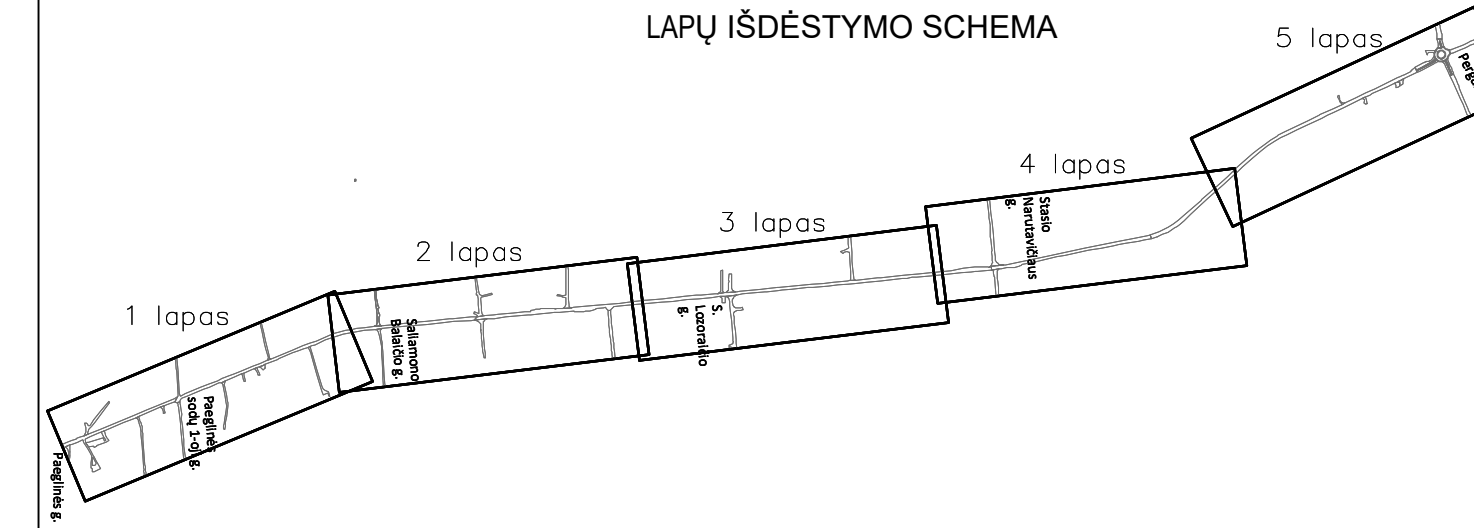 LAPŲ IŠDĖSTYMO SCHEMA
5 lapas
4 lapas
Stasio
Narutavičiaus
g.
3 lapas
S.
Lozoraičio
g.
2 lapas
Saliamono
Balaičio g.
1 lapas
Paeglinės
sodų 1-oji g.
Paeglinės g.